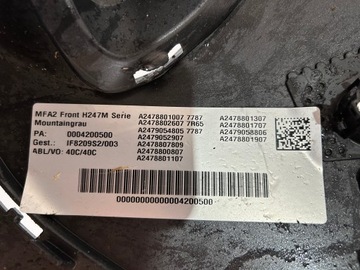 MFA2 Front H247M Serie
Mountaingrau
PA: 0004200500
Gest.: IF8209S2/003
ABL/VO: 40C/40C
A2478801007 7787
A2478802607 7R65
A2479054805 7787
A2479052907
A2478807809
A2478800807
A2478801107
A2478801307
A2478801707
A2479058806
A2478801907
00000000000004200500